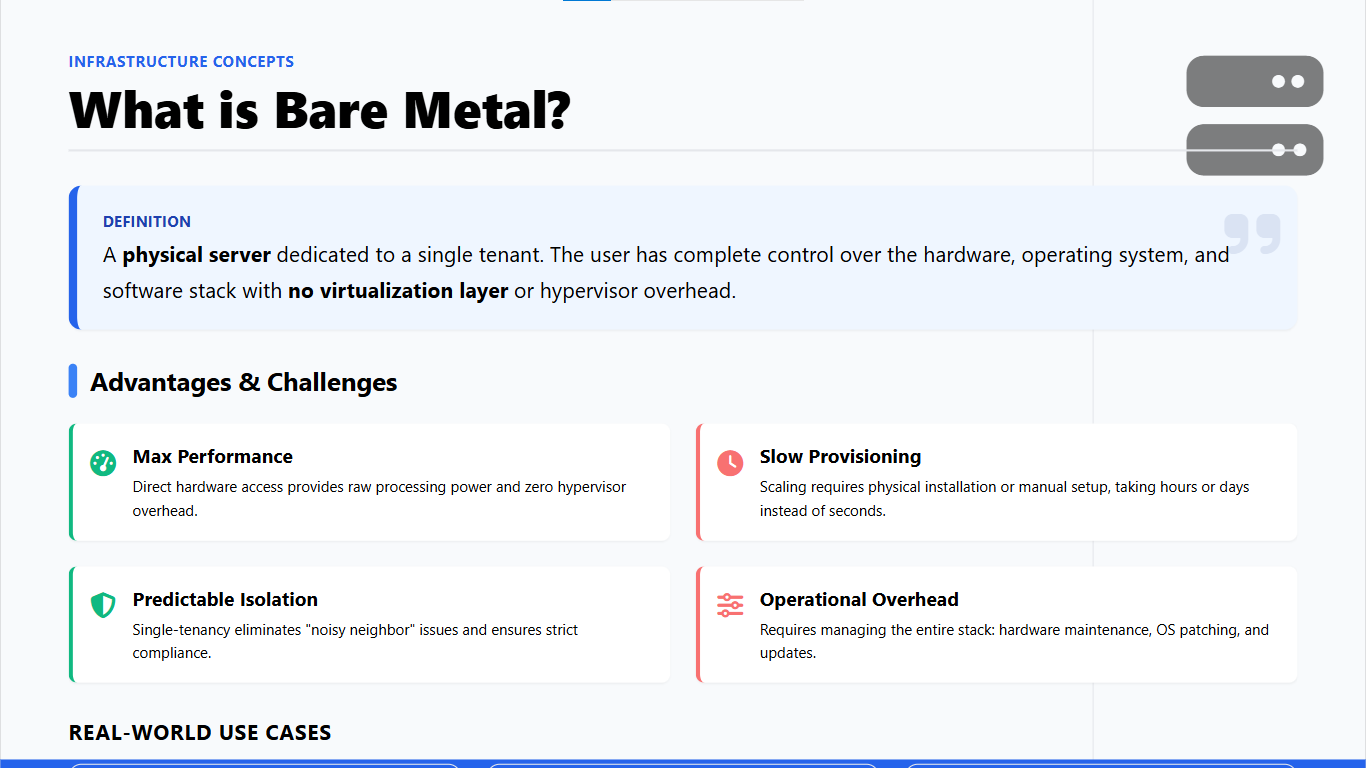 INFRASTRUCTURE CONCEPTS
What is Bare Metal?
DEFINITION
A physical server dedicated to a single tenant. The user has complete control over the hardware, operating system, and
software stack with no virtualization layer or hypervisor overhead.
Advantages & Challenges
Max Performance
Direct hardware access provides raw processing power and zero hypervisor
overhead.
Slow Provisioning
Scaling requires physical installation or manual setup, taking hours or days
instead of seconds.
Predictable Isolation
Single-tenancy eliminates "noisy neighbor" issues and ensures strict
compliance.
Operational Overhead
Requires managing the entire stack: hardware maintenance, OS patching, and
updates.
REAL-WORLD USE CASES